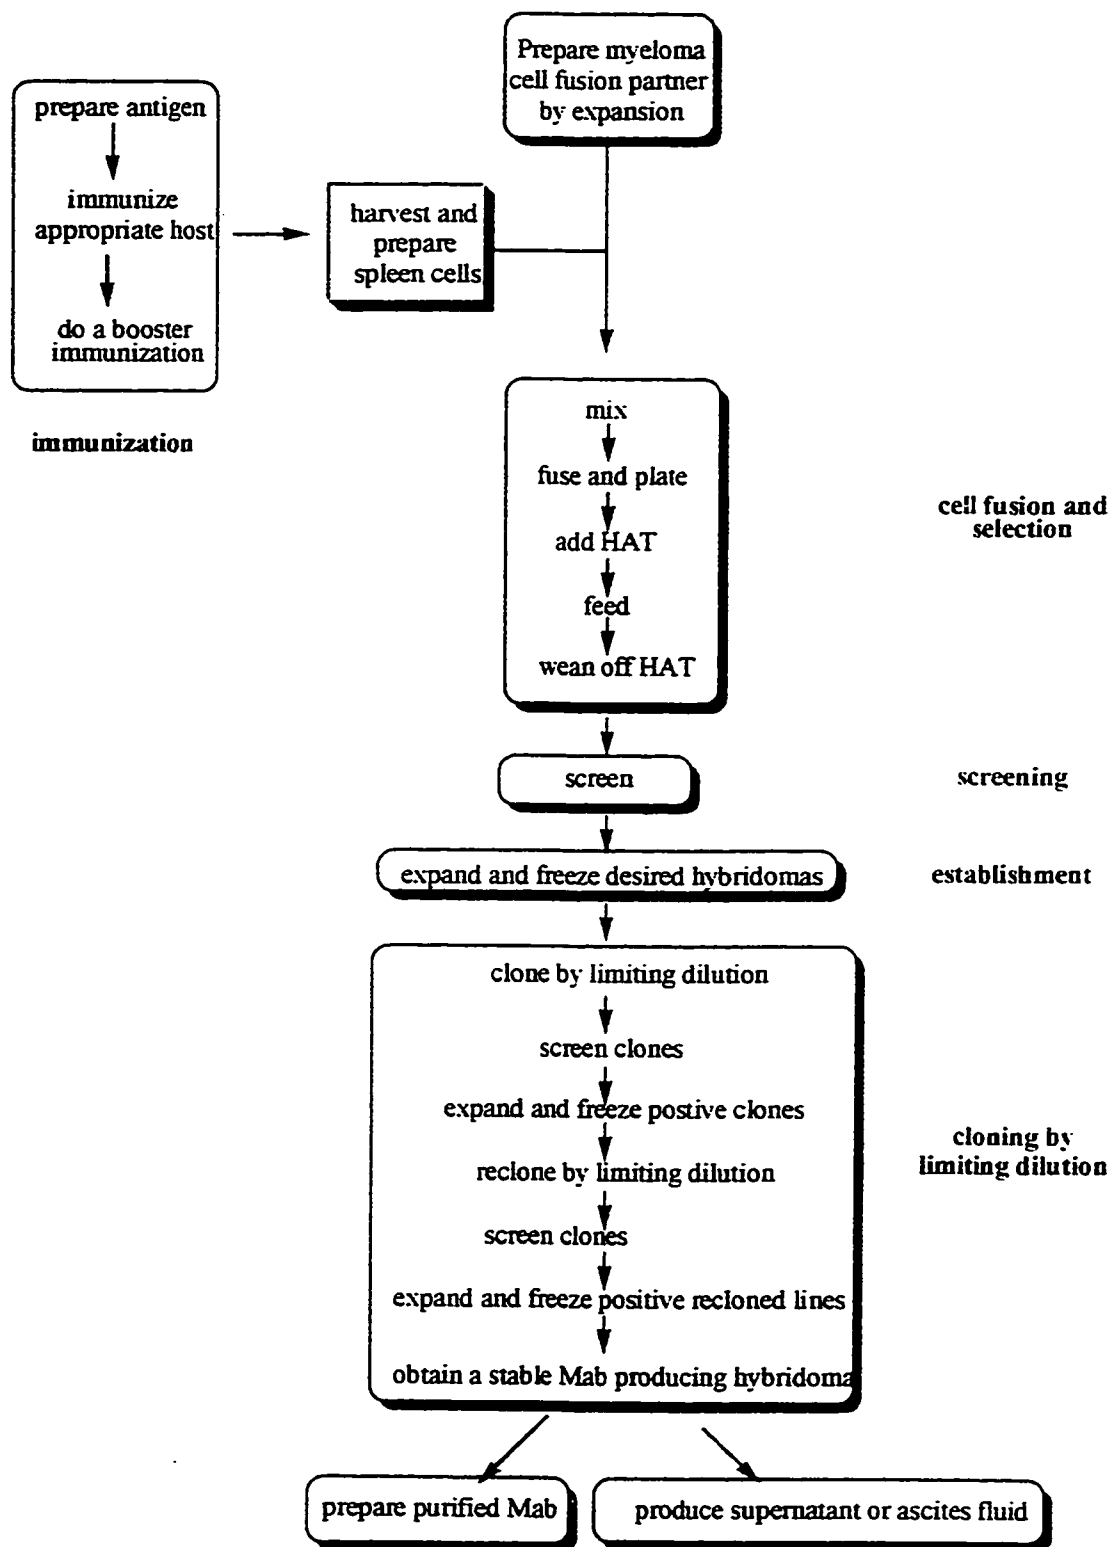 Prepare myeloma
cell fusion partner
by expansion
prepare antigen
immunize
appropriate host
do a booster
immunization
immunization
harvest and
prepare
spleen cells
mix
fuse and plate
add HAT
feed
wean off HAT
cell fusion and
selection
screen
screening
expand and freeze desired hybridomas
establishment
clone by limiting dilution
screen clones
expand and freeze postive clones
reclone by limiting dilution
screen clones
expand and freeze positive recloned lines
obtain a stable Mab producing hybridoma
cloning by
limiting dilution
prepare purified Mab
produce supernatant or ascites fluid